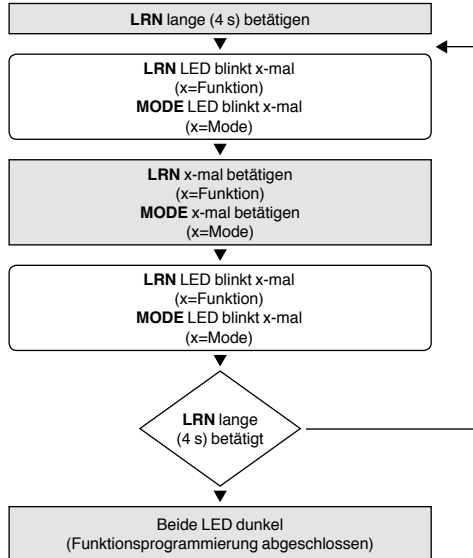 LRN lange (4 s) betätigen
LRN LED blinkt x-mal
(x=Funktion)
MODE LED blinkt x-mal
(x=Mode)
LRN x-mal betätigen
(x=Funktion)
MODE x-mal betätigen
(x=Mode)
LRN LED blinkt x-mal
(x=Funktion)
MODE LED blinkt x-mal
(x=Mode)
LRN lange
(4 s) betätigt
Beide LED dunkel
(Funktionsprogrammierung abgeschlossen)